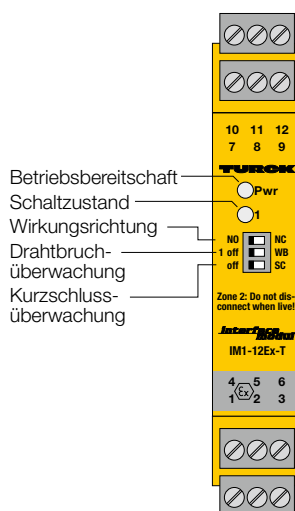 10 11 12
7 8 9
TURCK
Betriebsbereitschaft
Pwr
Schaltzustand
1
Wirkungsrichtung
NO NC
Drahtbruch-
überwachung
1 off WB
Kurzschluss-
überwachung
off SC
Zone 2: Do not dis-
connect when live!
Interface
Modul
IM1-12Ex-T
4 5 6
Ex
1 2 3